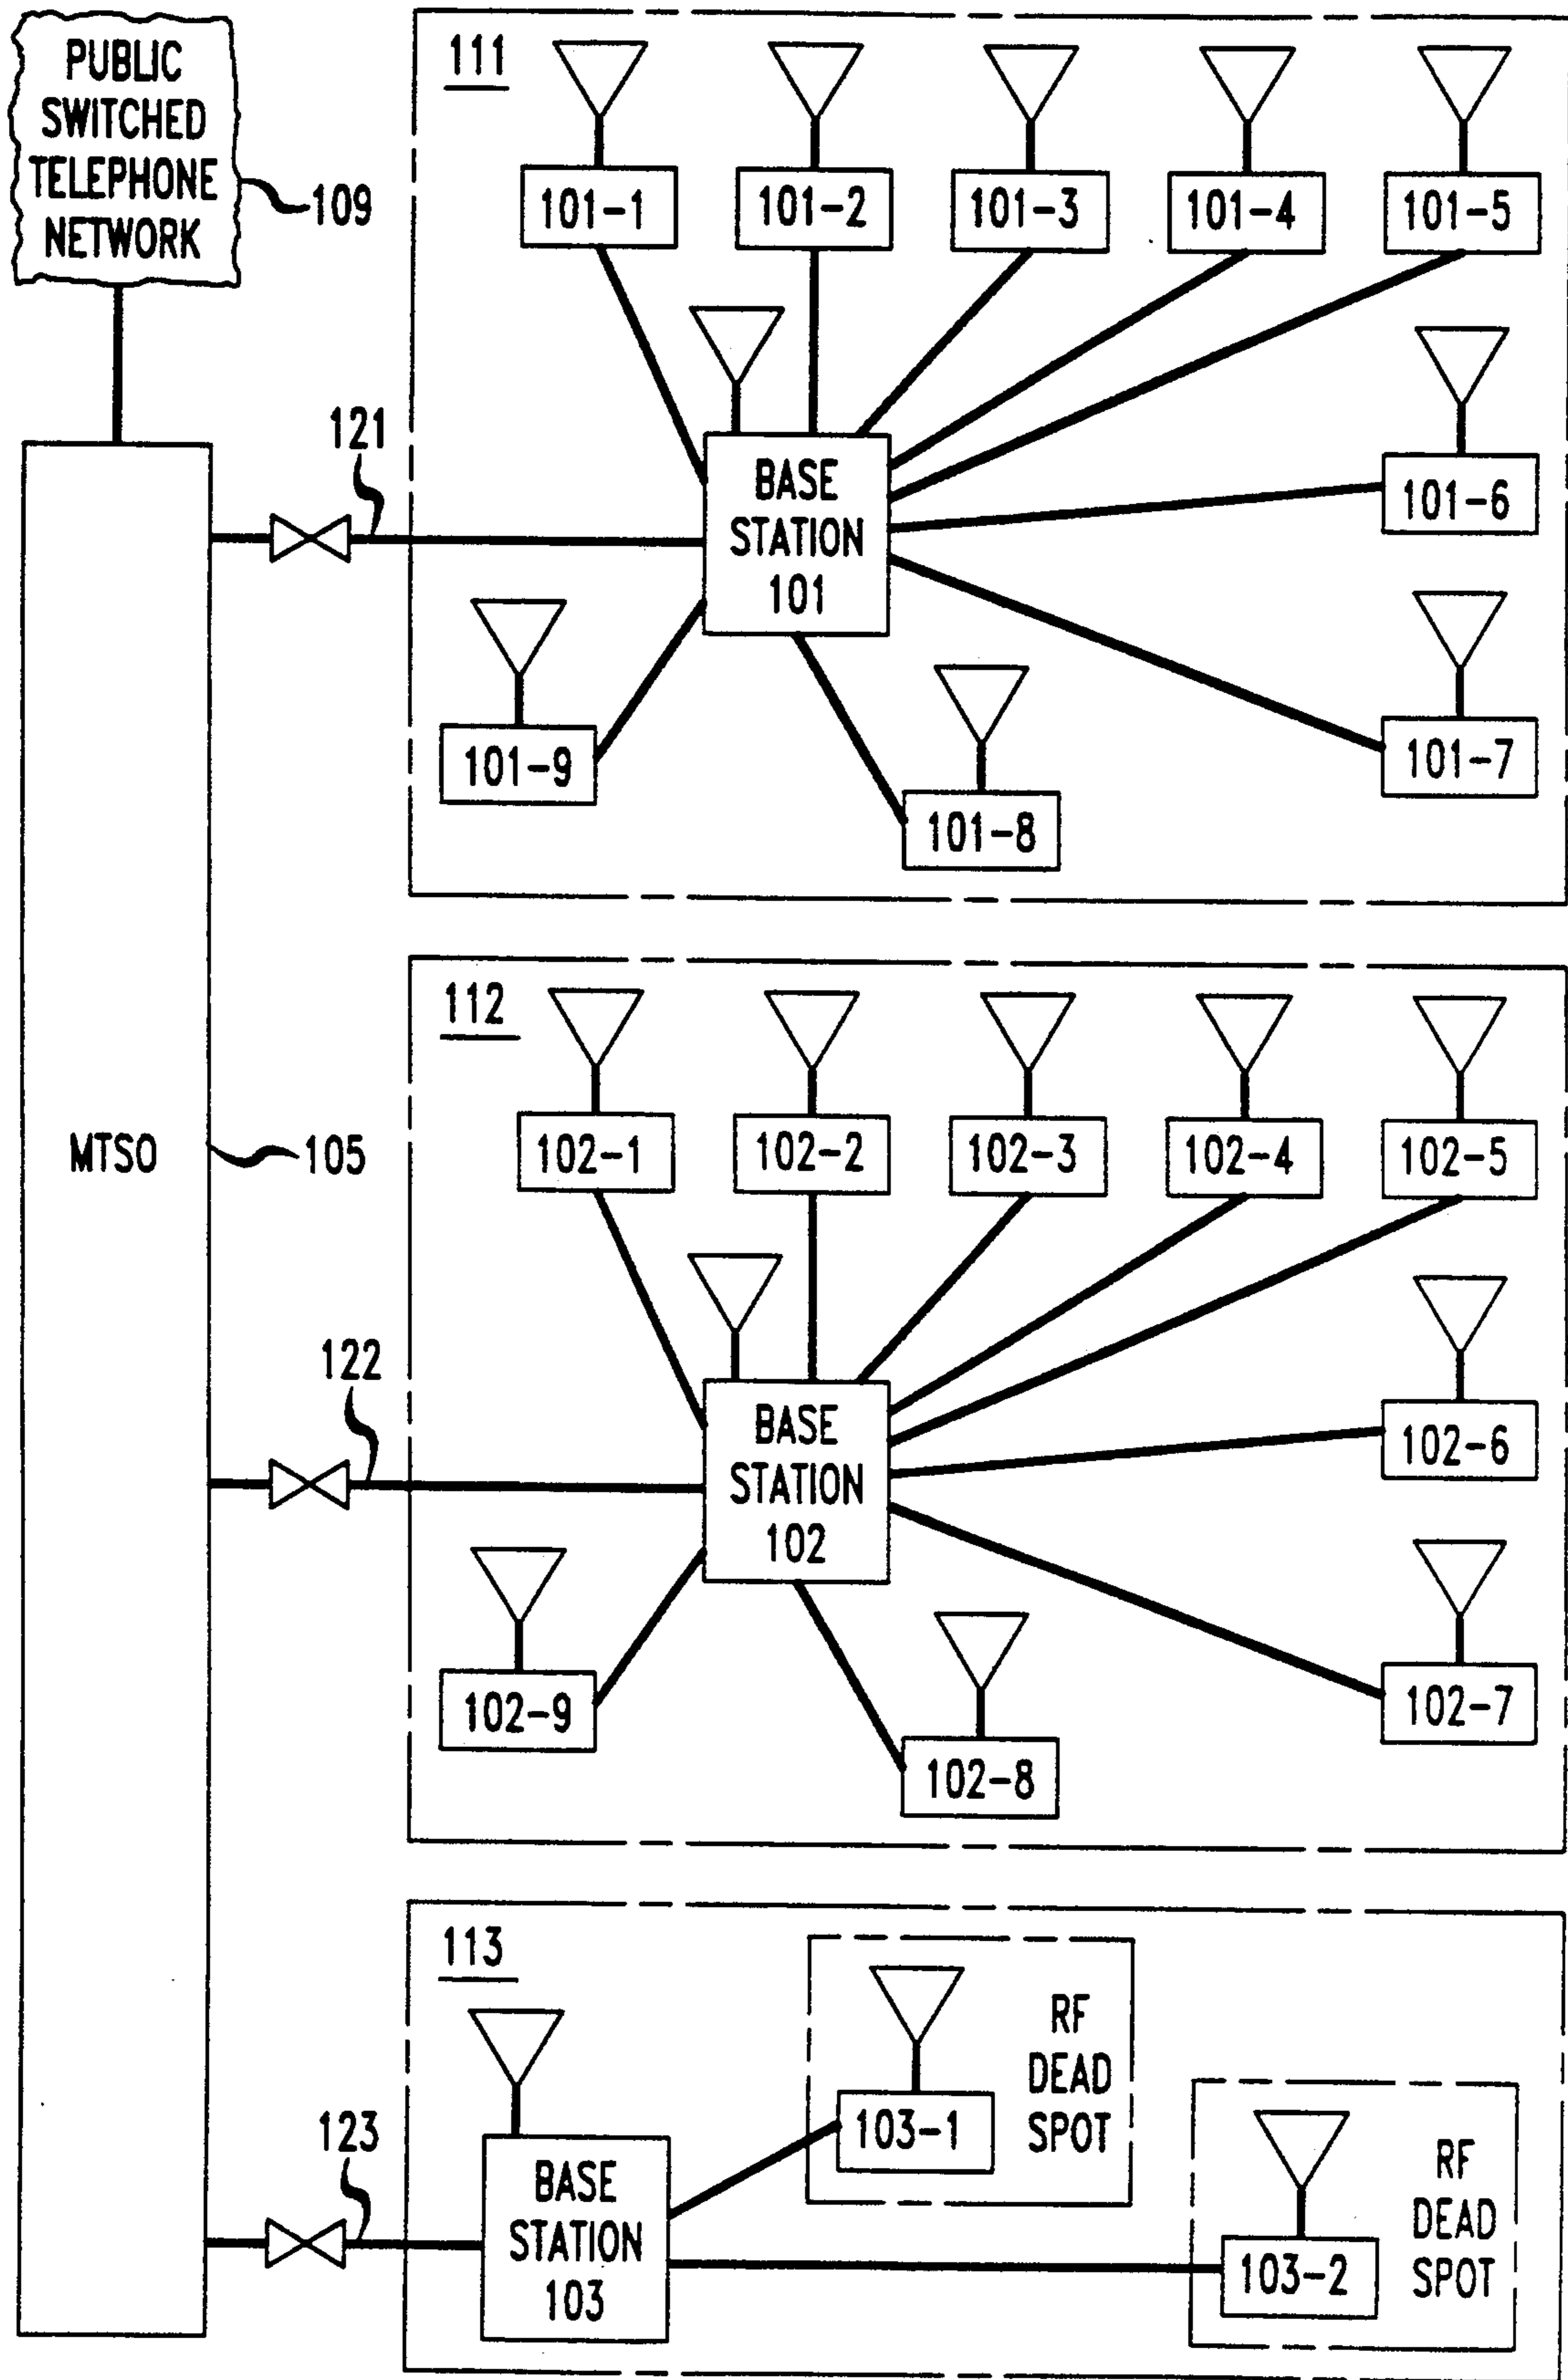 PUBLIC
SWITCHED
TELEPHONE
NETWORK
109
111
101-1
101-2
101-3
101-4
101-5
121
BASE
STATION
101
101-6
101-7
101-8
101-9
MTSO
105
112
102-1
102-2
102-3
102-4
102-5
122
BASE
STATION
102
102-6
102-7
102-8
102-9
113
123
BASE
STATION
103
103-1
RF
DEAD
SPOT
103-2
RF
DEAD
SPOT